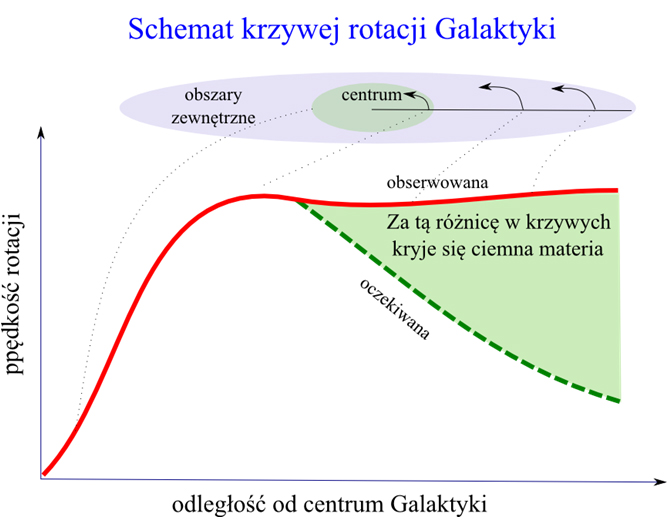 Schemat krzywej rotacji Galaktyki
obszary
zewnętrzne
centrum
obserwowana
Za tą różnicę w krzywych
kryje się ciemna materia
oczekiwana
ppędkość rotacji
odległość od centrum Galaktyki